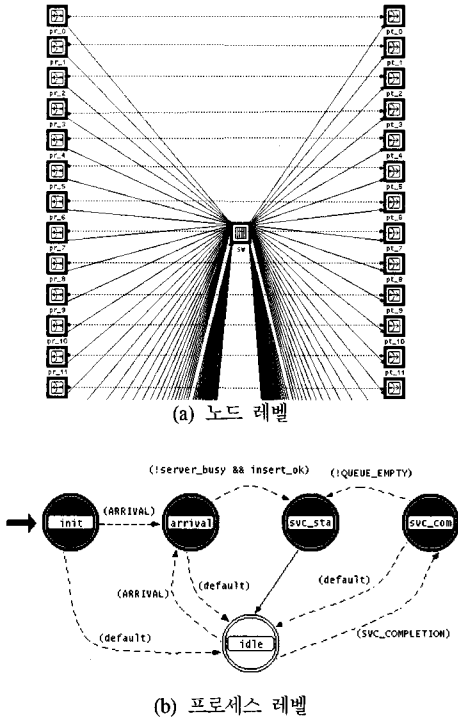 pr_0 pt_0
pr_1 pt_1
pr_2 pt_2
pr_3 pt_3
pr_4 pt_4
pr_5 pt_5
pr_6 pt_6
sw
pr_7 pt_7
pr_8 pt_8
pr_9 pt_9
pr_10 pt_10
pr_11 pt_11
(a) 노드 레벨
(!server_busy && insert_ok)
(!QUEUE_EMPTY)
init
(ARRIVAL)
arrival
svc_sta
svc_com
(ARRIVAL)
(default)
(default)
(default)
idle
(SVC_COMPLETION)
(b) 프로세스 레벨